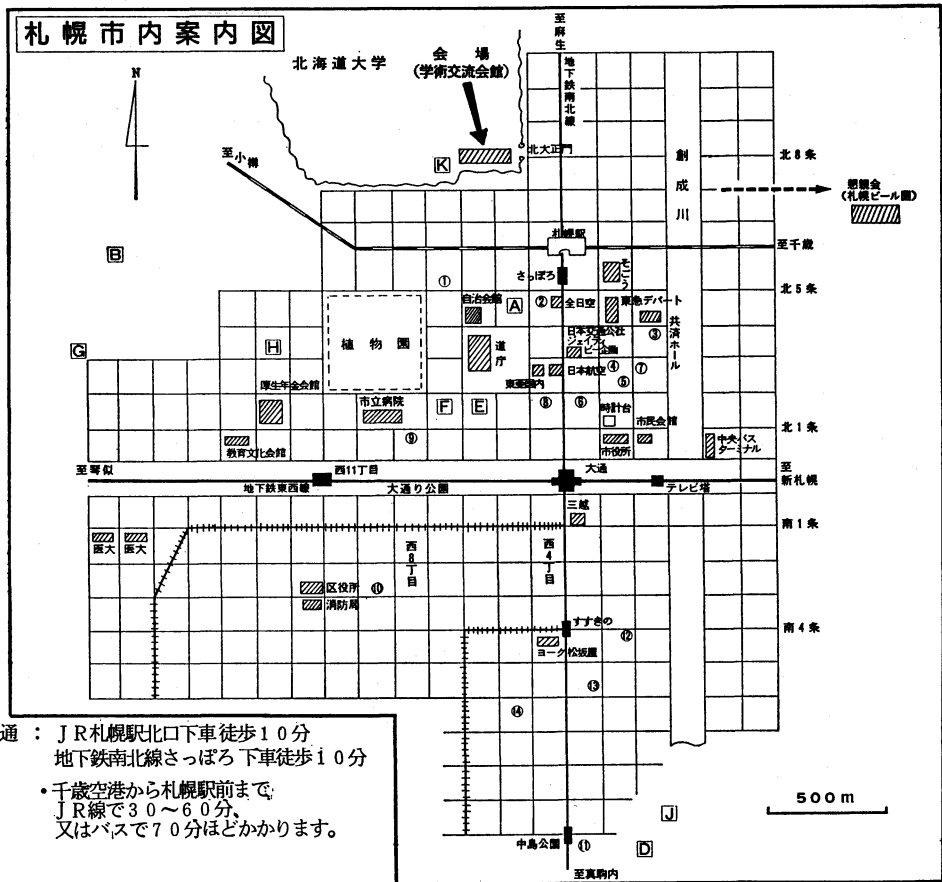 札幌市内案内図
至麻生
地下鉄南北線
北海道大学
会場
(学術交流会館)
N
北大正門
K
創成川
北8条
至小樽
懇親会
(札幌ビール園)
札幌駅
至千歳
B
そごう
さっぽろ
①
北5条
自治会館
A
②
全日空
東急デパート
③
共済ホール
植物園
道庁
日本交通公社
ジェイティ
ビー企画
G
H
④
⑦
⑤
東亜国内
日本航空
厚生年金会館
市立病院
F
E
⑧
⑥
時計台
市民会館
北1条
教育文化会館
⑨
市役所
中央バス
ターミナル
至琴似
西11丁目
大通
至新札幌
地下鉄東西線
大通り公園
テレビ塔
三越
南1条
医大
医大
西8丁目
西4丁目
区役所
⑩
消防局
すすきの
⑫
南4条
ヨーク松坂屋
⑬
⑭
通 : JR札幌駅北口下車徒歩10分
地下鉄南北線さっぽろ下車徒歩10分
・千歳空港から札幌駅前まで
JR線で30~60分、
又はバスで70分ほどかかります。
500m
J
中島公園
⑪
D
至真駒内